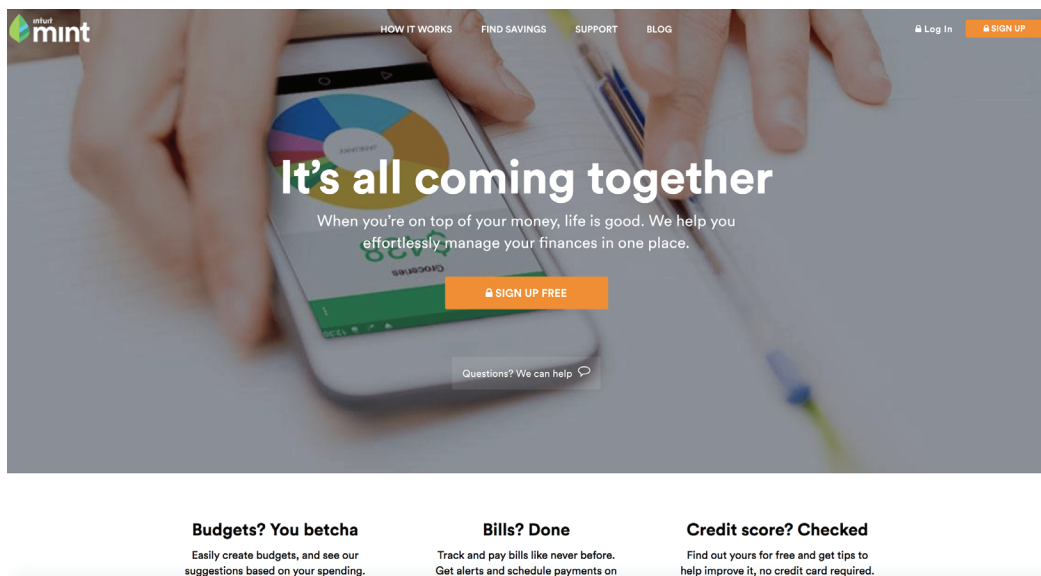 intuit
mint
HOW IT WORKS FIND SAVINGS SUPPORT BLOG
Log In SIGN UP
It's all coming together
When you're on top of your money, life is good. We help you
effortlessly manage your finances in one place.
$438
Groceries
SIGN UP FREE
12:30
Questions? We can help
Budgets? You betcha Bills? Done Credit score? Checked
Easily create budgets, and see our Track and pay bills like never before. Find out yours for free and get tips to
suggestions based on your spending. Get alerts and schedule payments on help improve it, no credit card required.